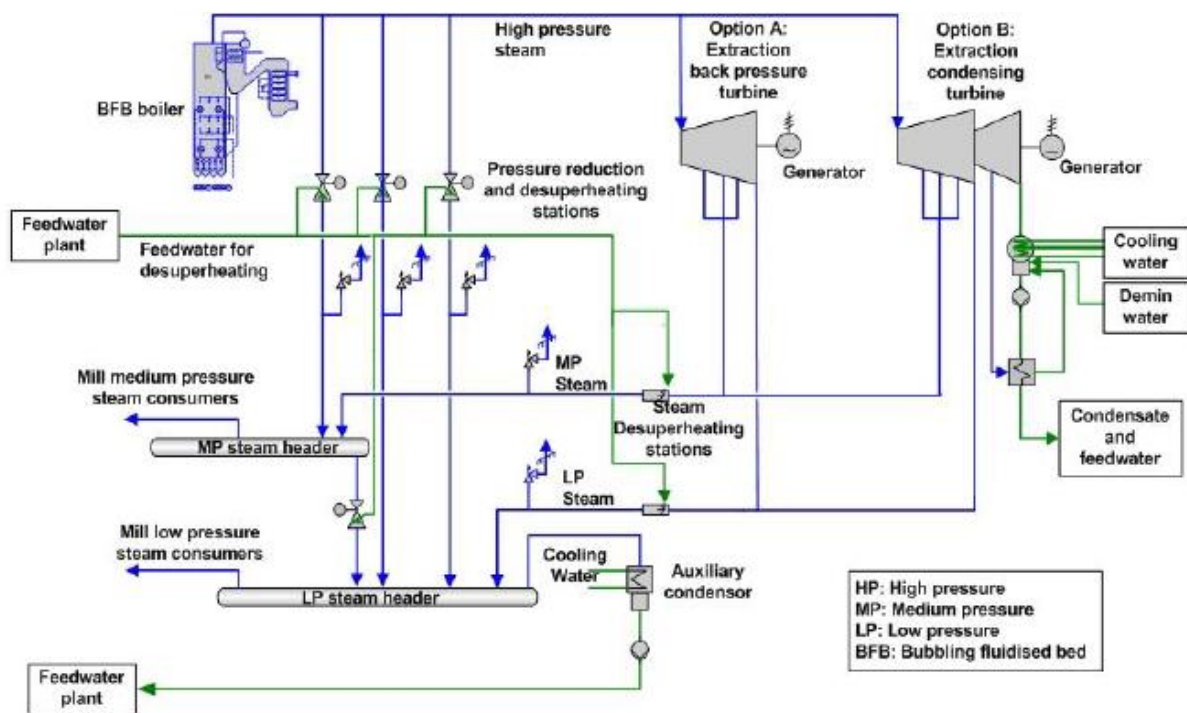 High pressure
steam
Option A:
Extraction
back pressure
turbine
Option B:
Extraction
condensing
turbine
BFB boiler
Generator
Generator
Pressure reduction
and desuperheating
stations
Feedwater
plant
Feedwater for
desuperheating
Cooling
water
Demin
water
MP
Steam
Mill medium pressure
steam consumers
Steam
Desuperheating
stations
Condensate
and
feedwater
MP steam header
LP
Steam
Mill low pressure
steam consumers
Cooling
Water
Auxiliary
condensor
LP steam header
HP: High pressure
MP: Medium pressure
LP: Low pressure
BFB: Bubbling fluidised bed
Feedwater
plant